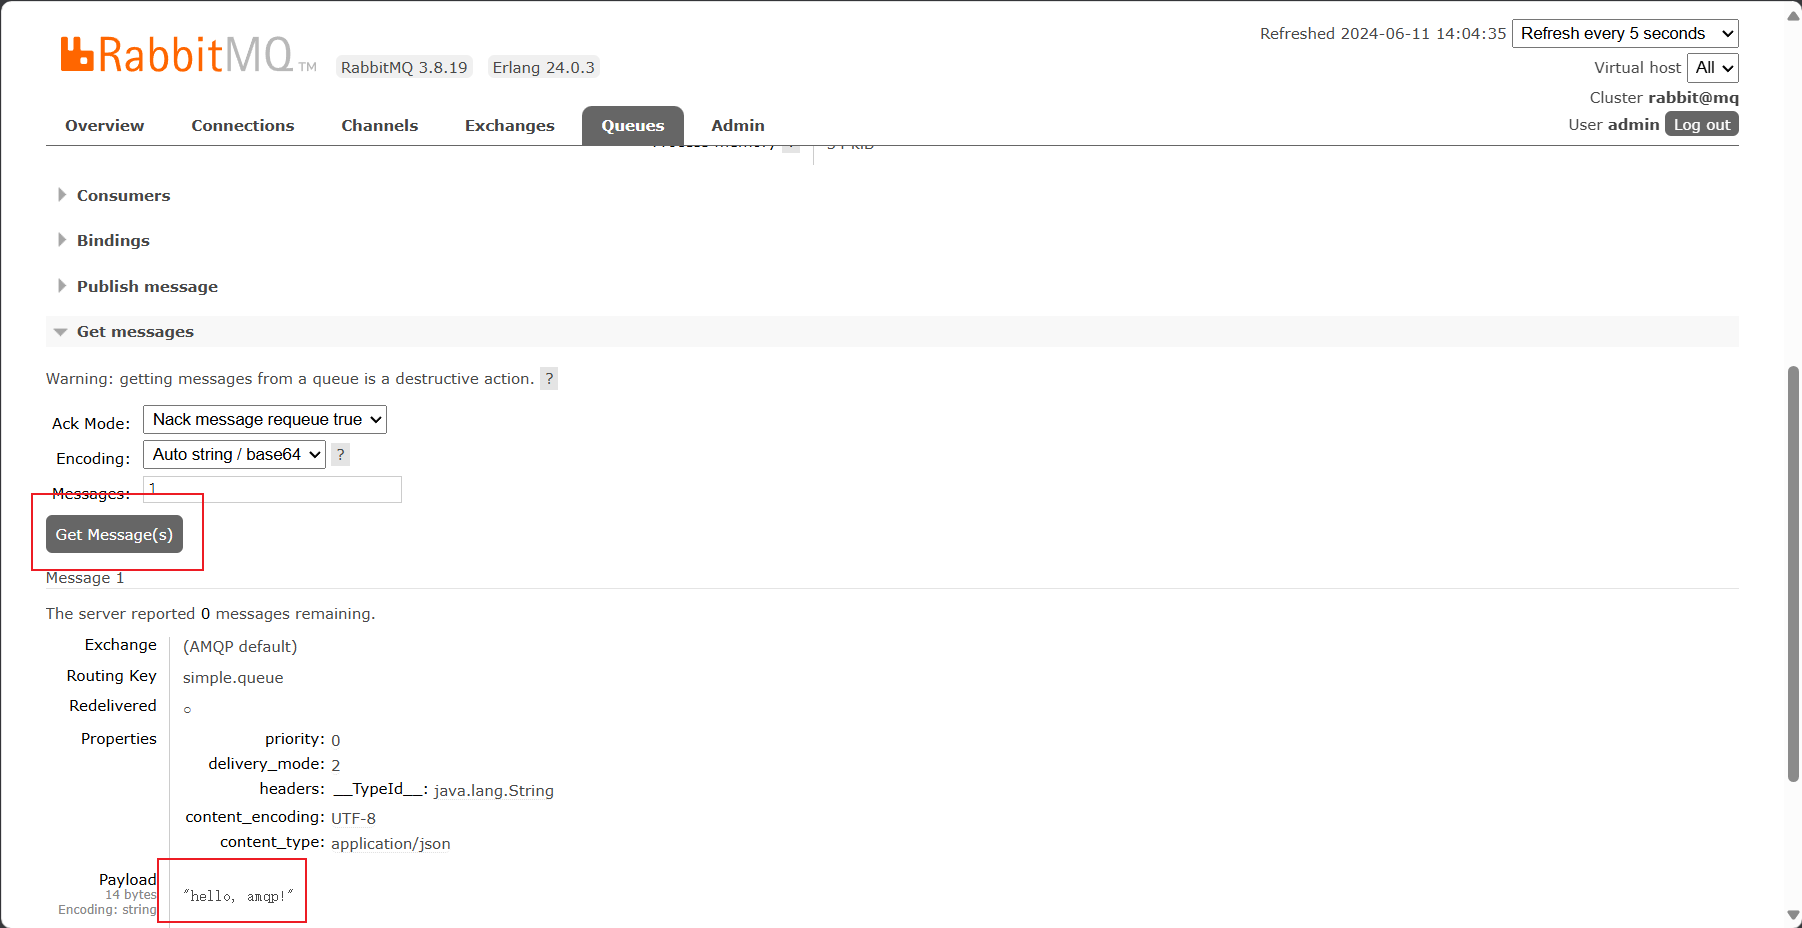 Refreshed 2024-06-11 14:04:35 Refresh every 5 seconds
RabbitMQ TM RabbitMQ 3.8.19 Erlang 24.0.3
Virtual host All
Cluster rabbit@mq
User admin Log out
Overview Connections Channels Exchanges Queues Admin
Consumers
Bindings
Publish message
Get messages
Warning: getting messages from a queue is a destructive action. ?
Ack Mode: Nack message requeue true
Encoding: Auto string / base64 ?
Messages: 1
Get Message(s)
Message 1
The server reported 0 messages remaining.
Exchange (AMQP default)
Routing Key simple.queue
Redelivered ○
Properties priority: 0
delivery_mode: 2
headers: __TypeId__: java.lang.String
content_encoding: UTF-8
content_type: application/json
Payload
14 bytes
Encoding: string
"hello, amqp!"